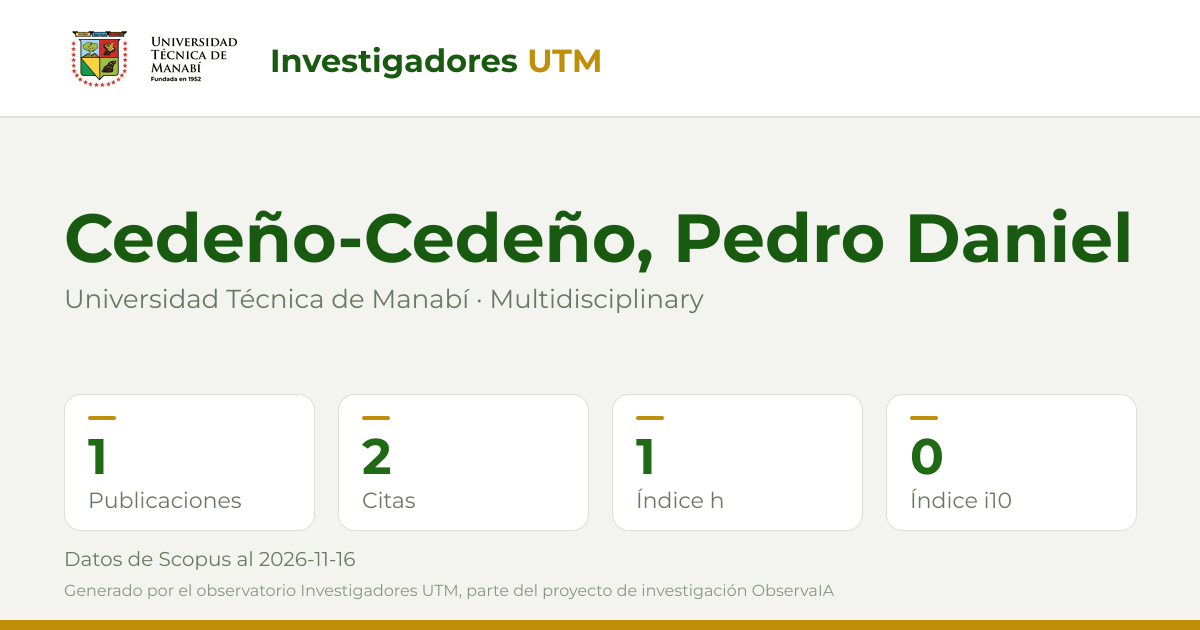 UNIVERSIDAD
TÉCNICA DE
MANABÍ
Fundada en 1952
Investigadores UTM
Cedeño-Cedeño, Pedro Daniel
Universidad Técnica de Manabí · Multidisciplinary
1
Publicaciones
2
Citas
1
Índice h
0
Índice i10
Datos de Scopus al 2026-11-16
Generado por el observatorio Investigadores UTM, parte del proyecto de investigación ObservaIA